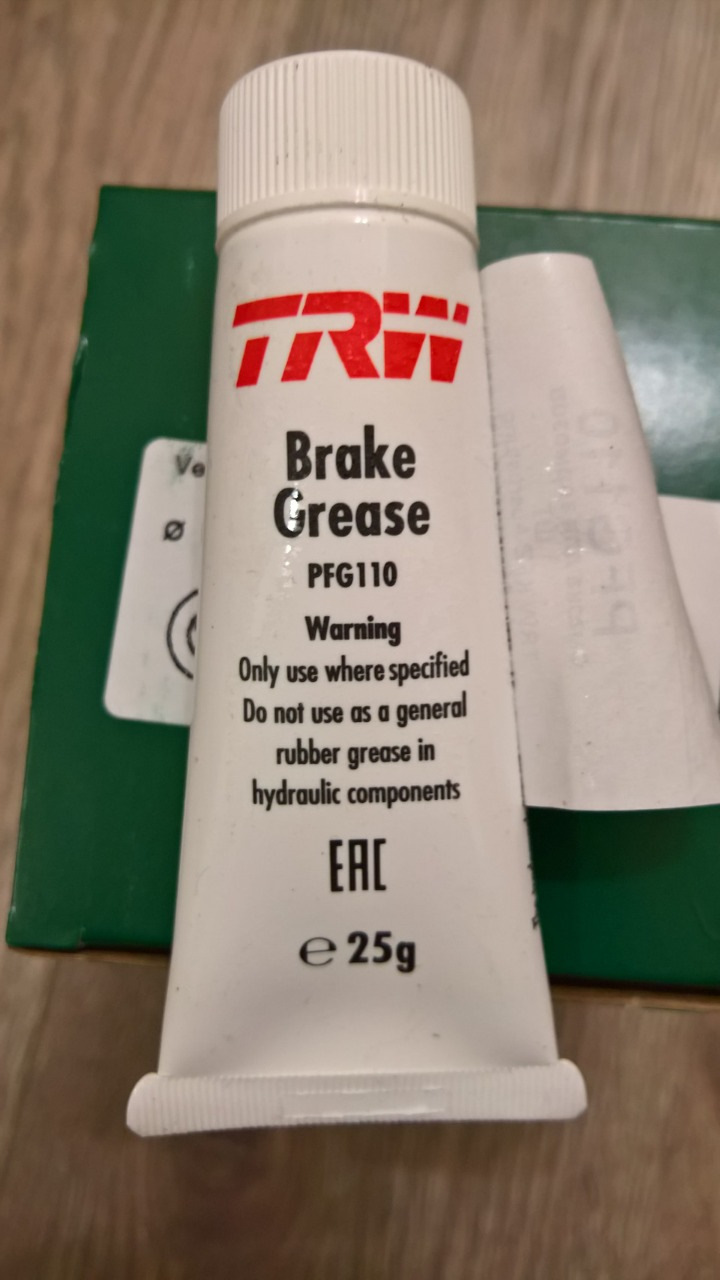 TRW
Brake
Grease
PFG110
Warning
Only use where specified
Do not use as a general
rubber grease in
hydraulic components
EAC
℮ 25g
Ve
Ø